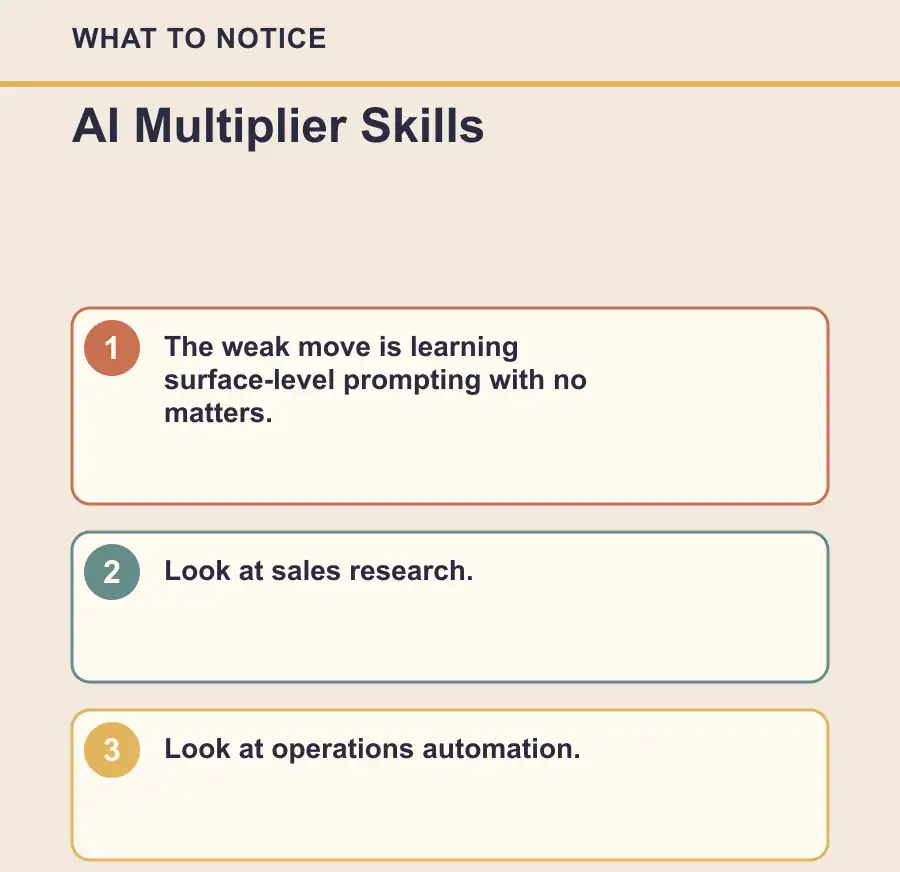 WHAT TO NOTICE
AI Multiplier Skills
1
The weak move is learning
surface-level prompting with no
matters.
2
Look at sales research.
3
Look at operations automation.